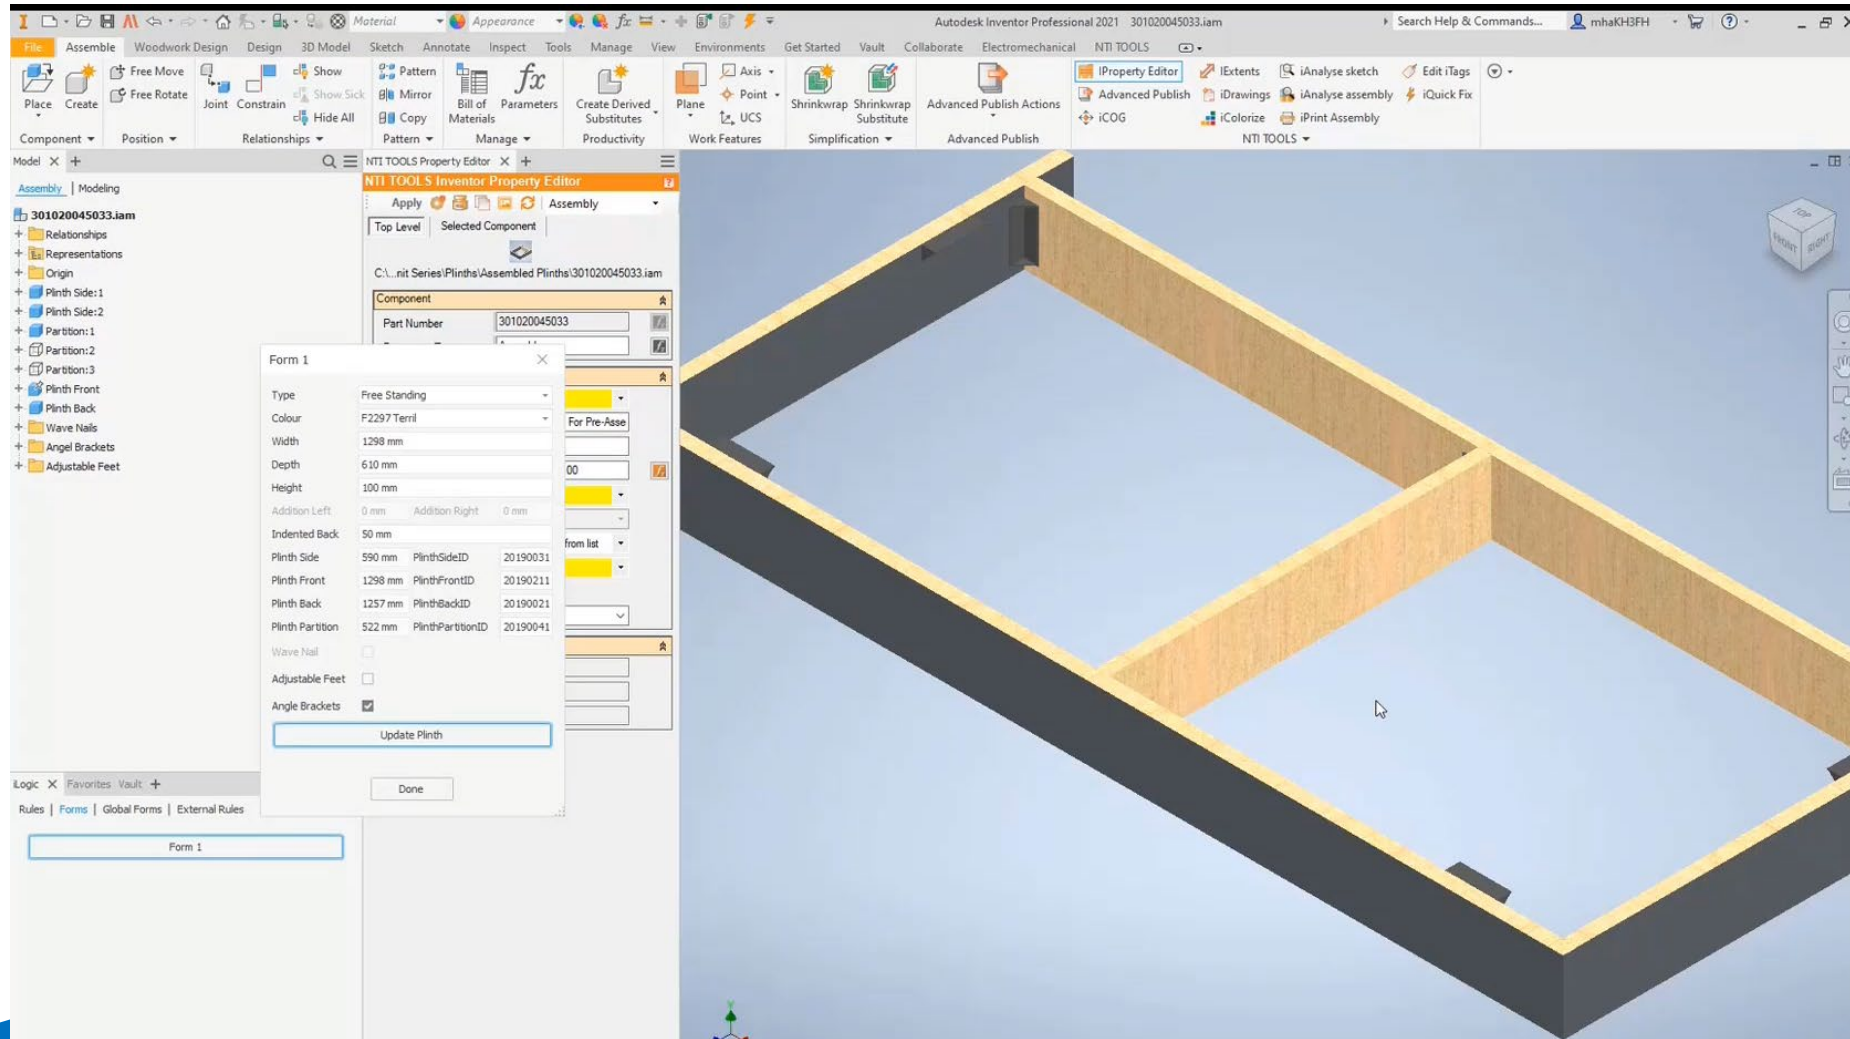 Material
Appearance
Autodesk Inventor Professional 2021 301020045033.iam
Search Help & Commands...
mhaKH3FH
File Assemble Woodwork Design Design 3D Model Sketch Annotate Inspect Tools Manage View Environments Get Started Vault Collaborate Electromechanical NTI TOOLS
Place
Create
Free Move
Free Rotate
Joint
Constrain
Show
Show Sick
Hide All
Pattern
Mirror
Copy
Bill of
Materials
fx
Parameters
Create Derived
Substitutes
Plane
Axis
Point
UCS
Shrinkwrap
Shrinkwrap
Substitute
Advanced Publish Actions
IProperty Editor
Advanced Publish
iCOG
IExtents
iDrawings
iColorize
iAnalyse sketch
iAnalyse assembly
iPrint Assembly
Edit iTags
iQuick Fix
Component Position Relationships Pattern Manage Productivity Work Features Simplification Advanced Publish NTI TOOLS
Model
Assembly | Modeling
301020045033.iam
Relationships
Representations
Origin
Plinth Side:1
Plinth Side:2
Partition:1
Partition:2
Partition:3
Plinth Front
Plinth Back
Wave Nails
Angel Brackets
Adjustable Feet
NTI TOOLS Property Editor
NTI TOOLS Inventor Property Editor
Apply
Assembly
Top Level
Selected Component
C:\...nit Series\Plinths\Assembled Plinths\301020045033.iam
Component
Part Number 301020045033
For Pre-Asse
00
from list
Form 1
Type Free Standing
Colour F2297 Terril
Width 1298 mm
Depth 610 mm
Height 100 mm
Addition Left 0 mm Addition Right 0 mm
Indented Back 50 mm
Plinth Side 590 mm PlinthSideID 20190031
Plinth Front 1298 mm PlinthFrontID 20190211
Plinth Back 1257 mm PlinthBackID 20190021
Plinth Partition 522 mm PlinthPartitionID 20190041
Wave Nail
Adjustable Feet
Angle Brackets
Update Plinth
Done
iLogic Favorites Vault
Rules | Forms | Global Forms | External Rules
Form 1
TOP
FRONT
RIGHT
Y